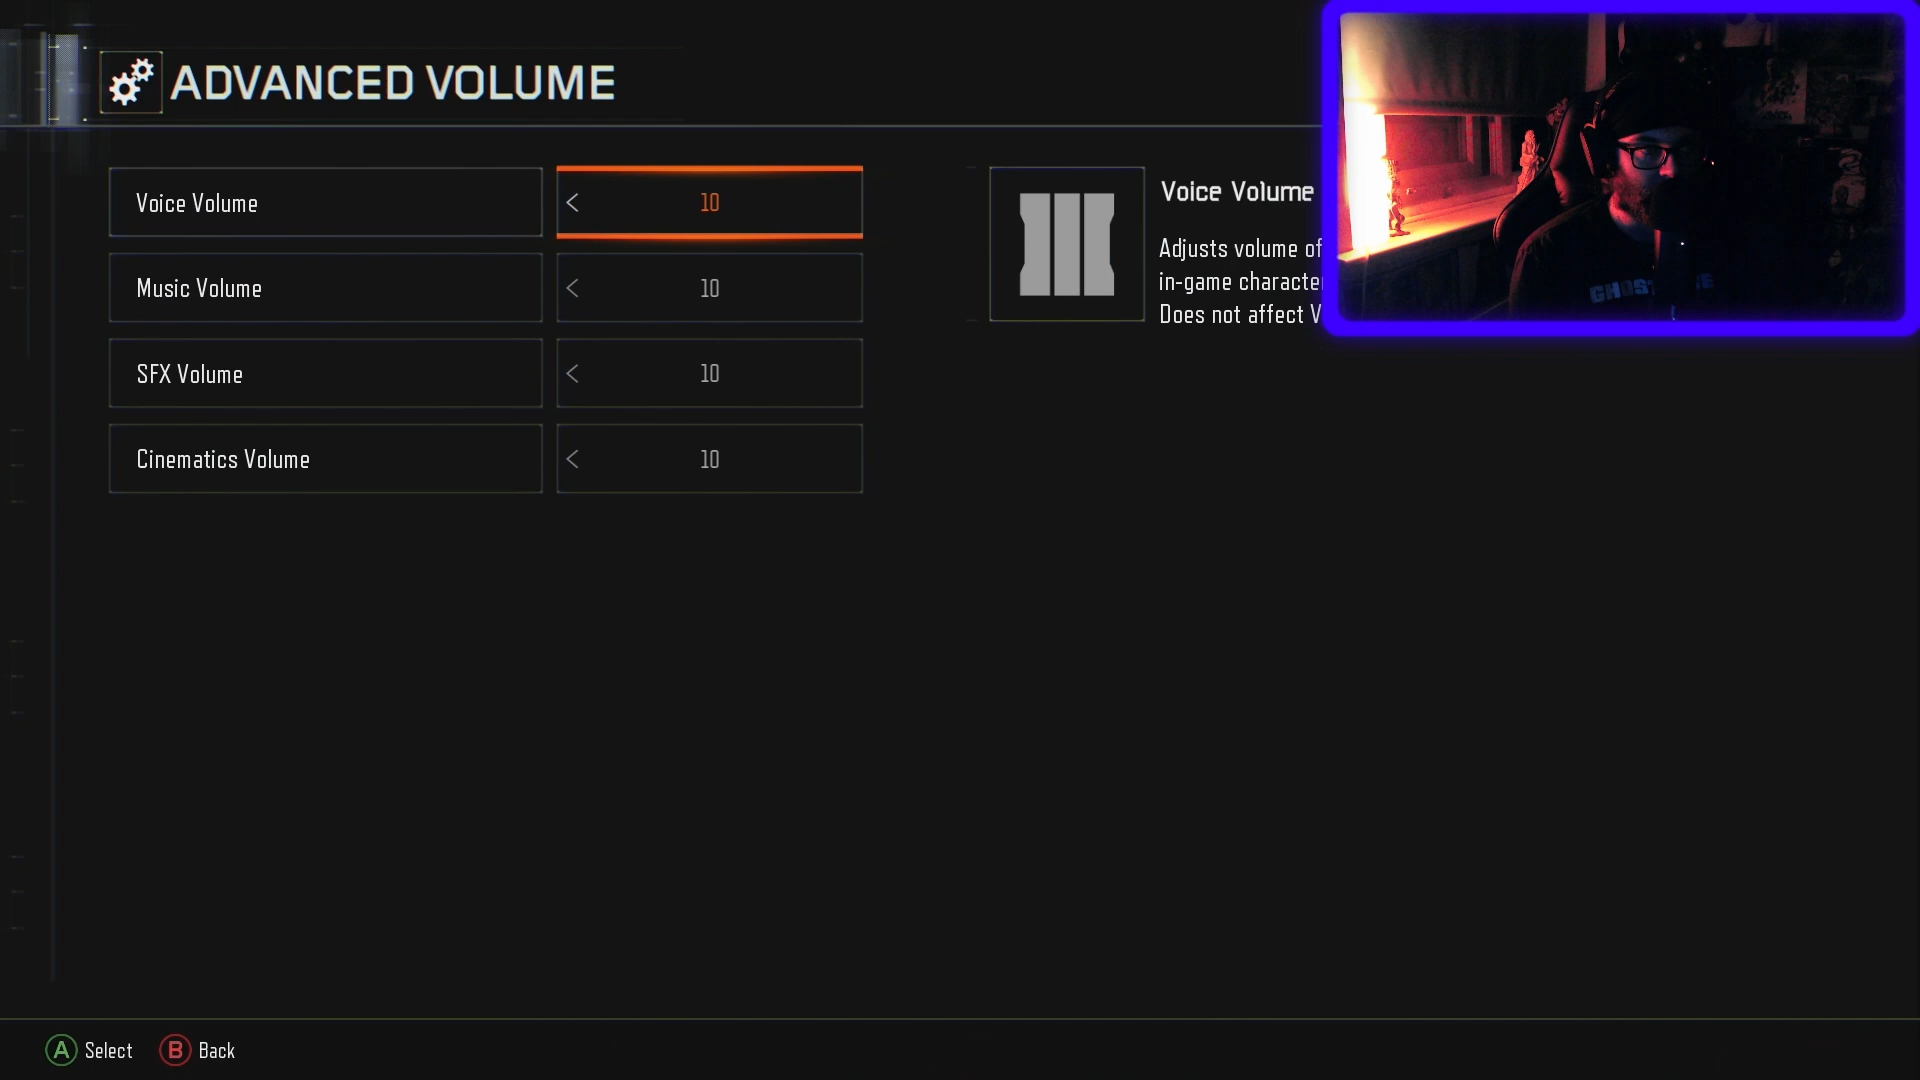 ADVANCED VOLUME
Voice Volume 10
Music Volume 10
SFX Volume 10
Cinematics Volume 10
Voice Volume
Adjusts volume of
in-game
Does not affect
A Select B Back